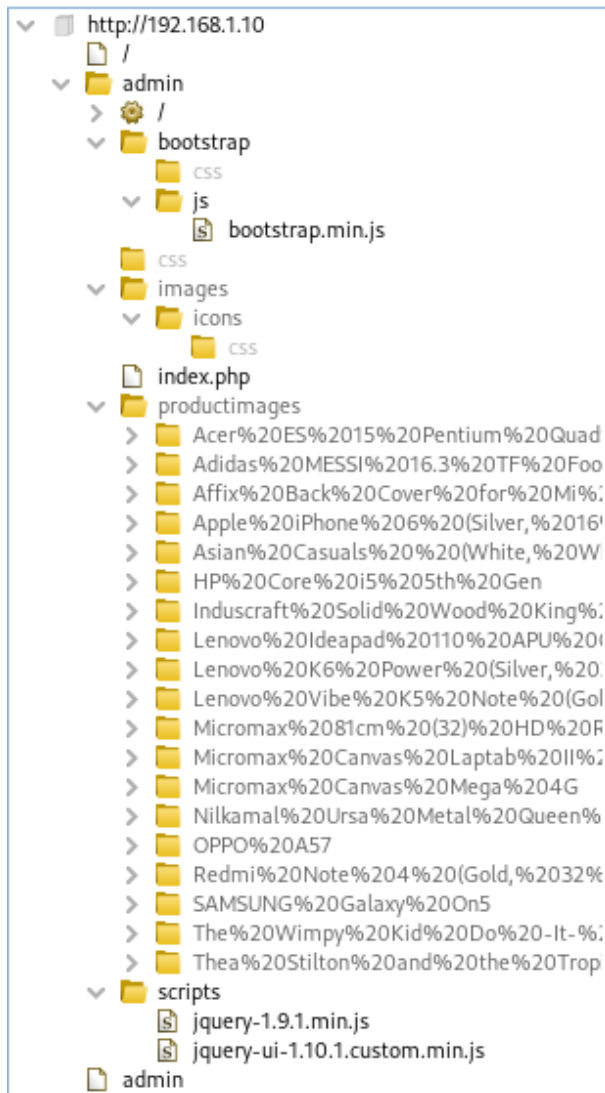 http://192.168.1.10
/
admin
/
bootstrap
css
js
bootstrap.min.js
css
images
icons
css
index.php
productimages
Acer%20ES%2015%20Pentium%20Quad
Adidas%20MESSI%2016.3%20TF%20Foo
Affix%20Back%20Cover%20for%20Mi%2
Apple%20iPhone%206%20(Silver,%2016%
Asian%20Casuals%20%20(White,%20W
HP%20Core%20i5%205th%20Gen
Induscraft%20Solid%20Wood%20King%2
Lenovo%20Ideapad%20110%20APU%20
Lenovo%20K6%20Power%20(Silver,%20
Lenovo%20Vibe%20K5%20Note%20(Gol
Micromax%2081cm%20(32)%20HD%20R
Micromax%20Canvas%20Laptab%20II%2
Micromax%20Canvas%20Mega%204G
Nilkamal%20Ursa%20Metal%20Queen%
OPPO%20A57
Redmi%20Note%204%20(Gold,%2032%
SAMSUNG%20Galaxy%20On5
The%20Wimpy%20Kid%20Do%20-It-%2
Thea%20Stilton%20and%20the%20Trop
scripts
jquery-1.9.1.min.js
jquery-ui-1.10.1.custom.min.js
admin